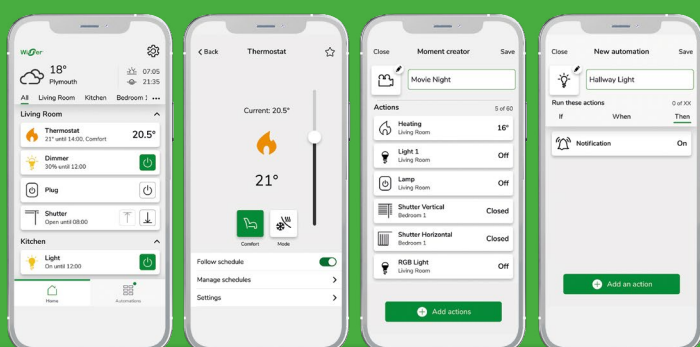 Wiser
18°
Plymouth
07:05
21:35
All Living Room Kitchen Bedroom 1 •••
Living Room
Thermostat
21° until 14:00, Comfort
20.5°
Dimmer
30% until 12:00
Plug
Shutter
Open until 08:00
Kitchen
Light
On until 12:00
Home Automations
< Back Thermostat
Current: 20.5°
21°
Comfort Mode
Follow schedule
Manage schedules >
Settings >
Close Moment creator Save
Movie Night
Actions 5 of 60
Heating
Living Room
16°
Light 1
Living Room
Off
Lamp
Living Room
Off
Shutter Vertical
Bedroom 1
Closed
Shutter Horizontal
Bedroom 1
Closed
RGB Light
Living Room
Off
+ Add actions
Close New automation Save
Hallway Light
Run these actions 0 of XX
If When Then
Notification On
+ Add an action